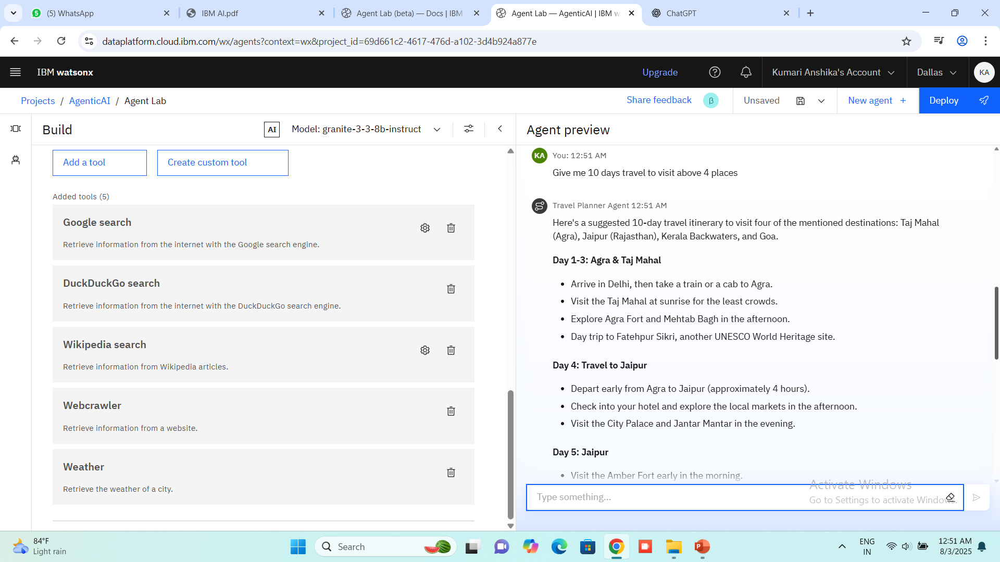 (5) WhatsApp
IBM AI.pdf
Agent Lab (beta) — Docs | IBM
Agent Lab — AgenticAI | IBM w
ChatGPT
dataplatform.cloud.ibm.com/wx/agents?context=wx&project_id=69d661c2-4617-476d-a102-3d4b924a877e
IBM watsonx
Upgrade
Kumari Anshika's Account
Dallas
KA
Projects / AgenticAI / Agent Lab
Share feedback
β
Unsaved
New agent +
Deploy
Build
AI
Model: granite-3-3-8b-instruct
Add a tool
Create custom tool
Added tools (5)
Google search
Retrieve information from the internet with the Google search engine.
DuckDuckGo search
Retrieve information from the internet with the DuckDuckGo search engine.
Wikipedia search
Retrieve information from Wikipedia articles.
Webcrawler
Retrieve information from a website.
Weather
Retrieve the weather of a city.
Agent preview
KA
You: 12:51 AM
Give me 10 days travel to visit above 4 places
Travel Planner Agent 12:51 AM
Here's a suggested 10-day travel itinerary to visit four of the mentioned destinations: Taj Mahal
(Agra), Jaipur (Rajasthan), Kerala Backwaters, and Goa.
Day 1-3: Agra & Taj Mahal
• Arrive in Delhi, then take a train or a cab to Agra.
• Visit the Taj Mahal at sunrise for the least crowds.
• Explore Agra Fort and Mehtab Bagh in the afternoon.
• Day trip to Fatehpur Sikri, another UNESCO World Heritage site.
Day 4: Travel to Jaipur
• Depart early from Agra to Jaipur (approximately 4 hours).
• Check into your hotel and explore the local markets in the afternoon.
• Visit the City Palace and Jantar Mantar in the evening.
Day 5: Jaipur
• Visit the Amber Fort early in the morning.
Type something...
Activate Windows
Go to Settings to activate Windows.
84°F
Light rain
Search
ENG
IN
12:51 AM
8/3/2025